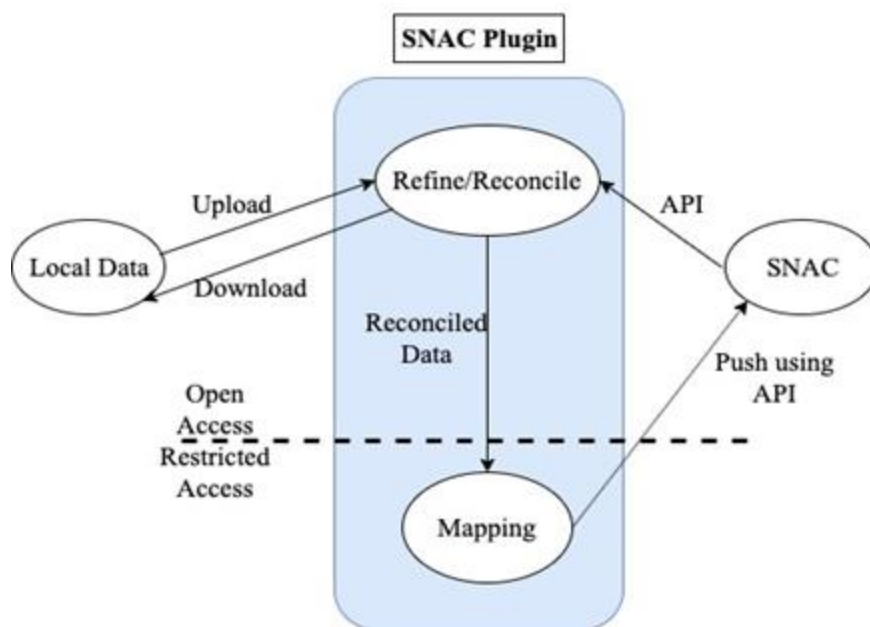 SNAC Plugin
Refine/Reconcile
Upload
API
Local Data
SNAC
Download
Reconciled
Data
Push using
API
Open
Access
Restricted
Access
Mapping